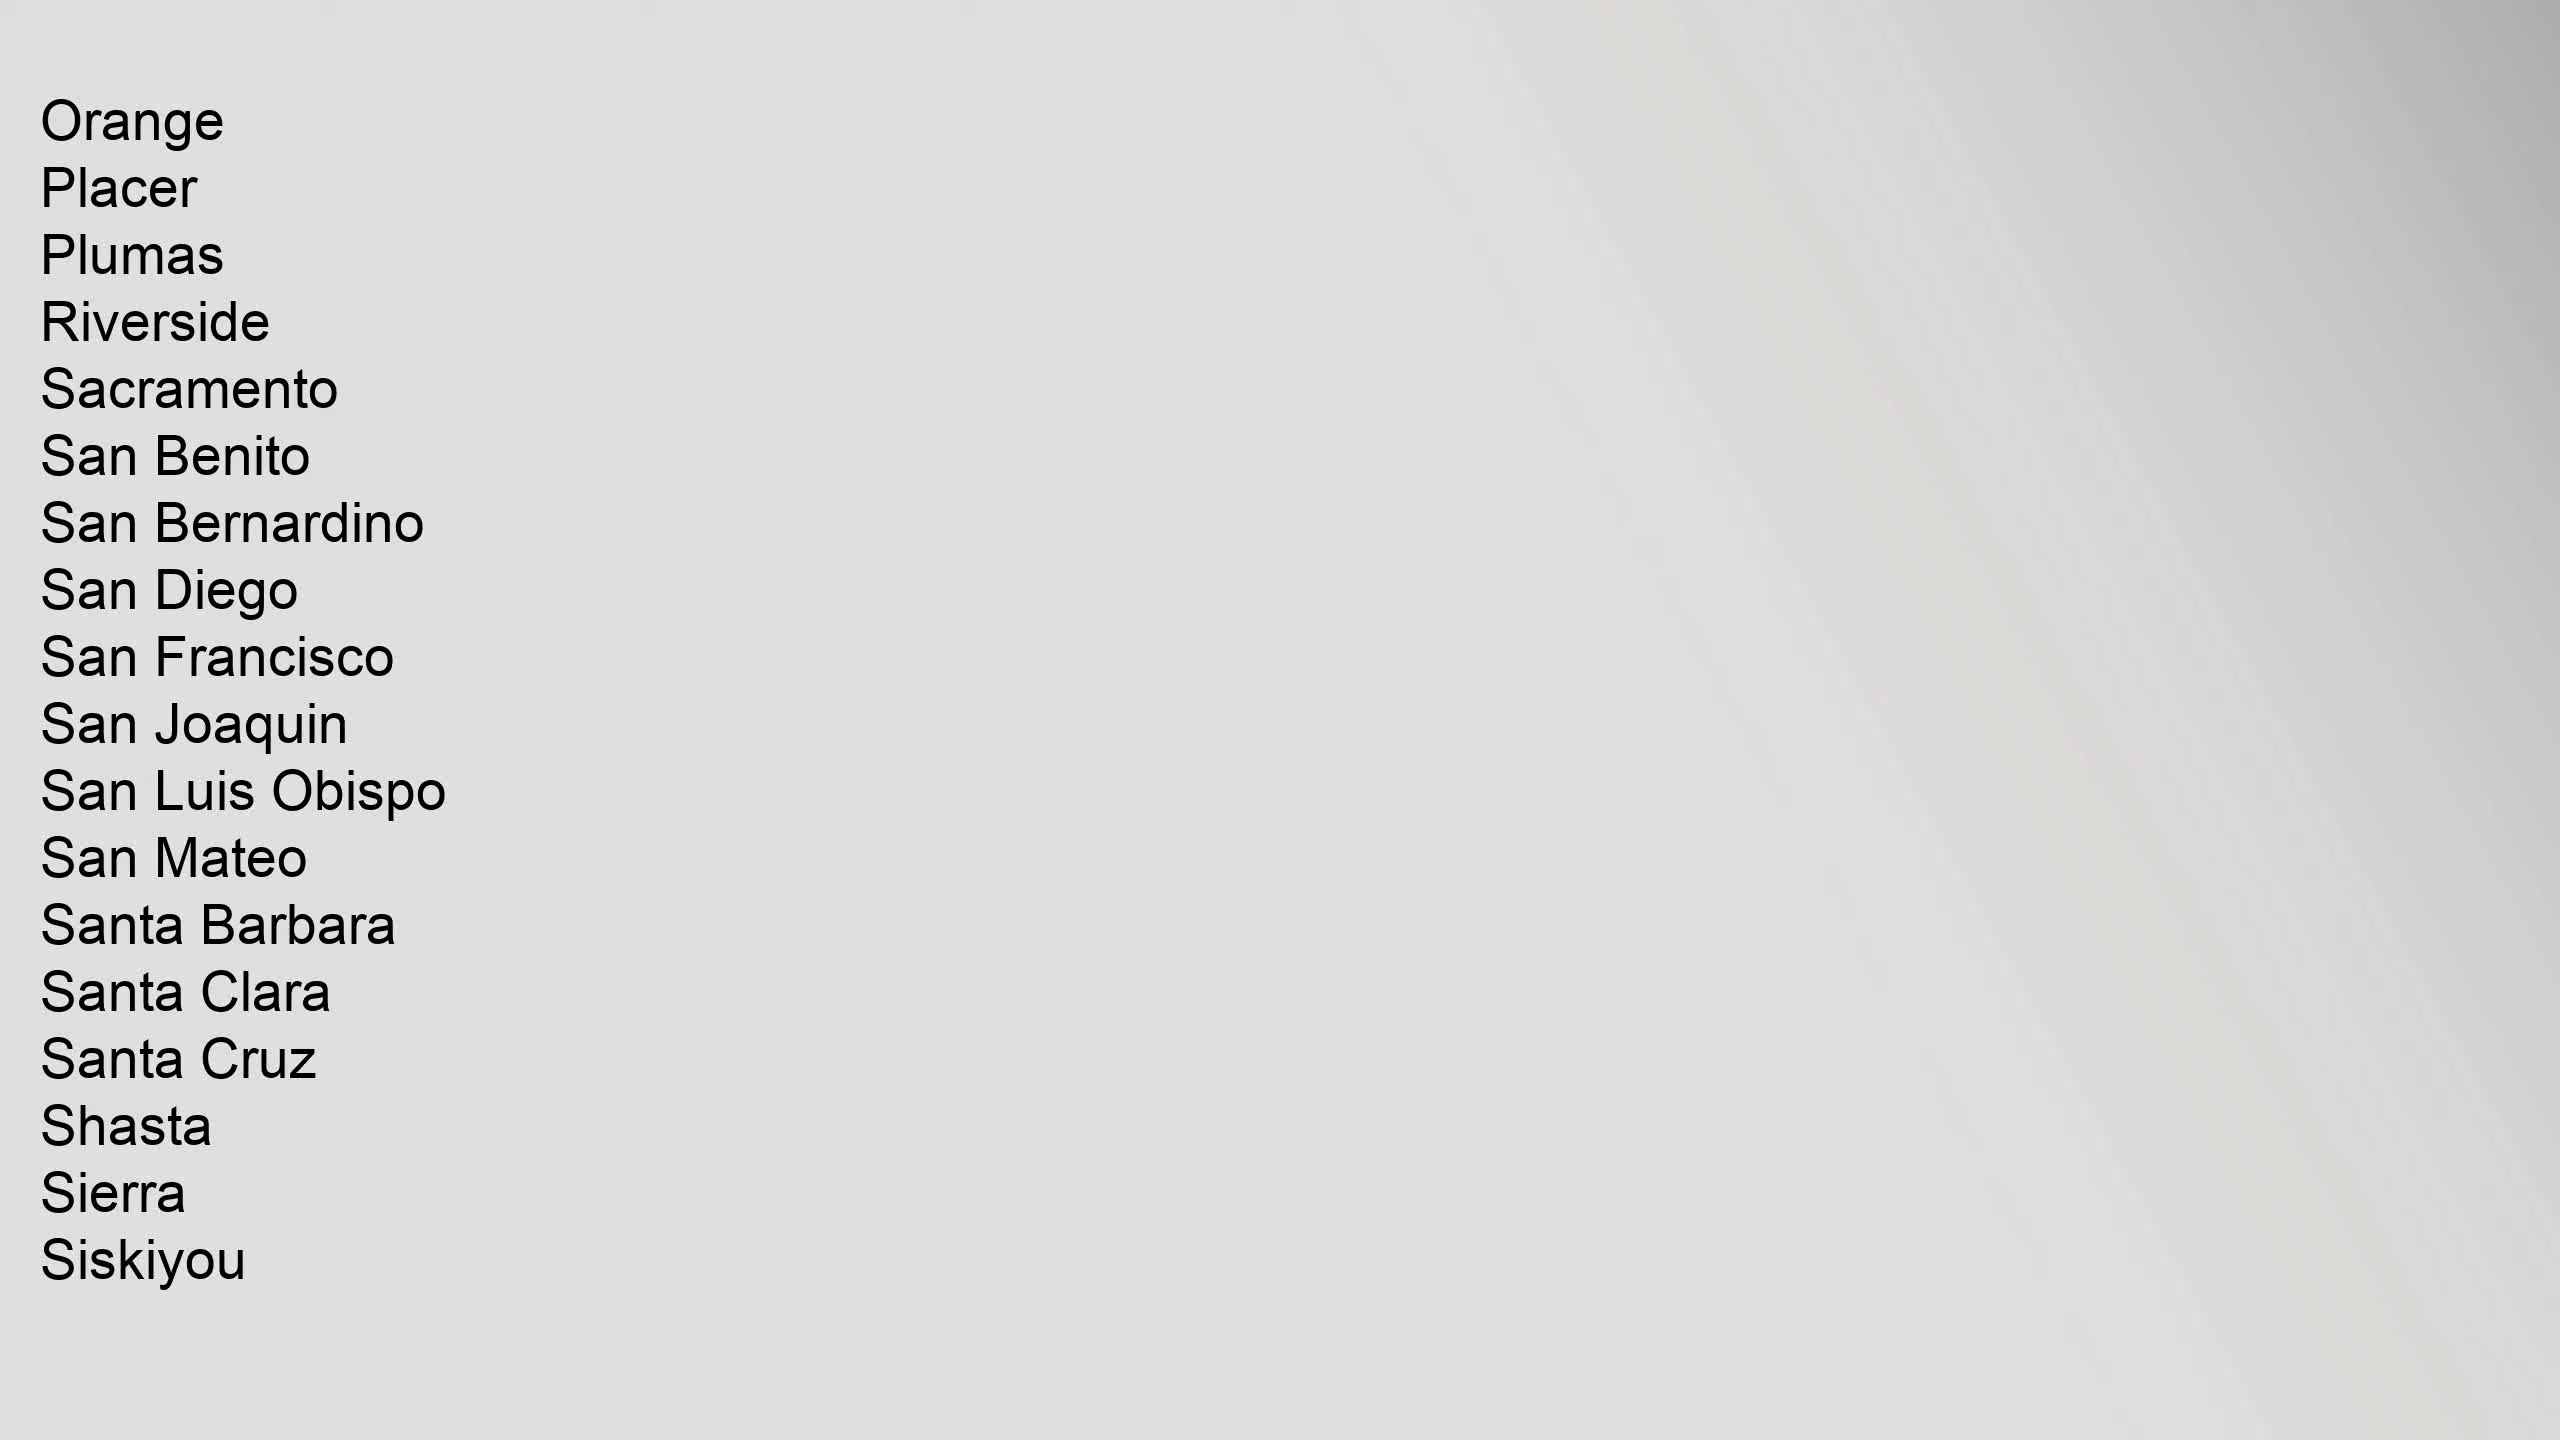 Orange
Placer
Plumas
Riverside
Sacramento
San Benito
San Bernardino
San Diego
San Francisco
San Joaquin
San Luis Obispo
San Mateo
Santa Barbara
Santa Clara
Santa Cruz
Shasta
Sierra
Siskiyou